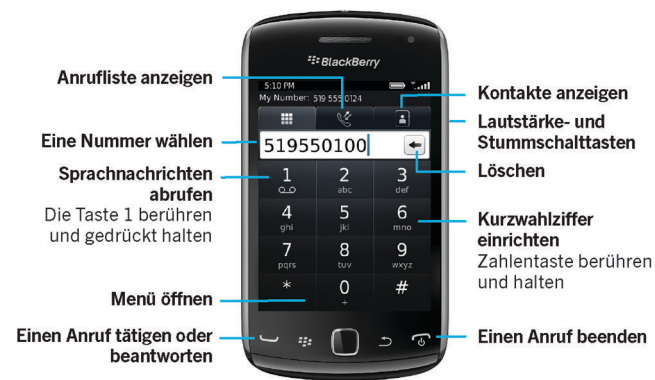 BlackBerry
5:10 PM
My Number: 519 555 0124
Anrufliste anzeigen
Kontakte anzeigen
Lautstärke- und
Stummschalttasten
Eine Nummer wählen
519550100
Löschen
Sprachnachrichten
abrufen
Die Taste 1 berühren
und gedrückt halten
1 2 abc 3 def
4 ghi 5 jkl 6 mno
7 pqrs 8 tuv 9 wxyz
* 0 + #
Kurzwahlziffer
einrichten
Zahlentaste berühren
und halten
Menü öffnen
Einen Anruf tätigen oder
beantworten
Einen Anruf beenden